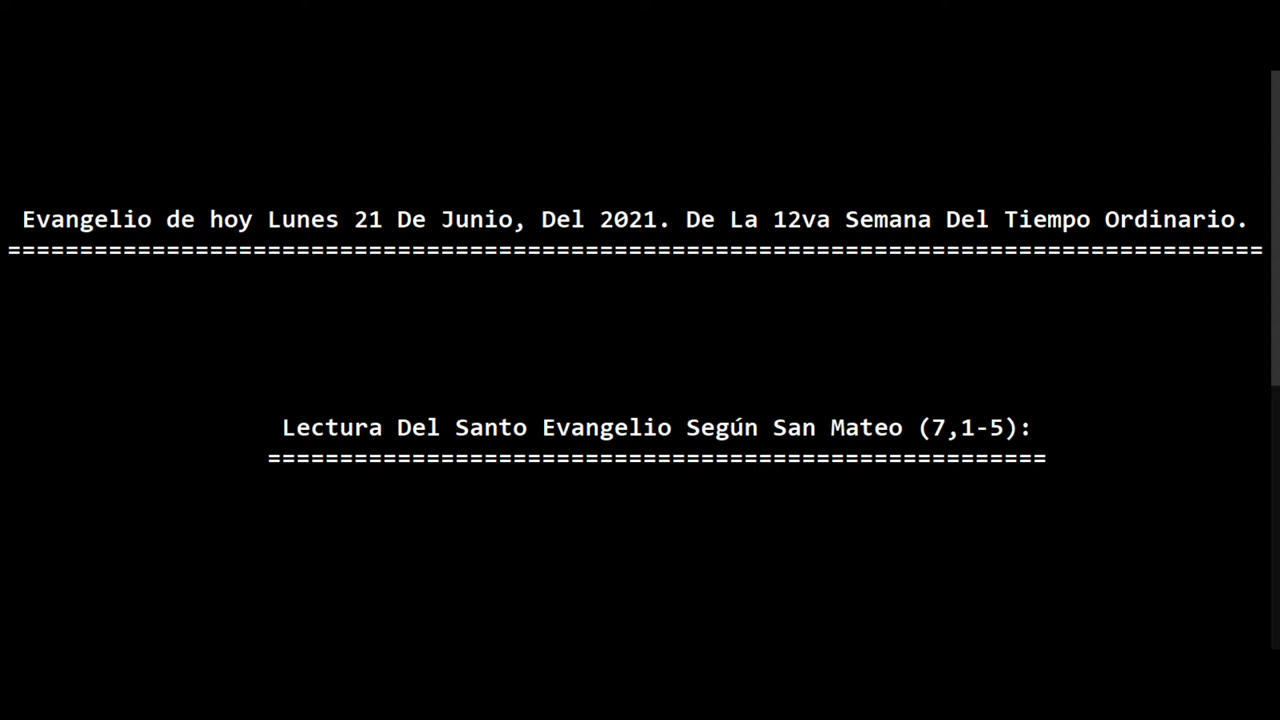 Evangelio de hoy Lunes 21 De Junio, Del 2021. De La 12va Semana Del Tiempo Ordinario.
=======================================================================================
Lectura Del Santo Evangelio Según San Mateo (7,1-5):
======================================================